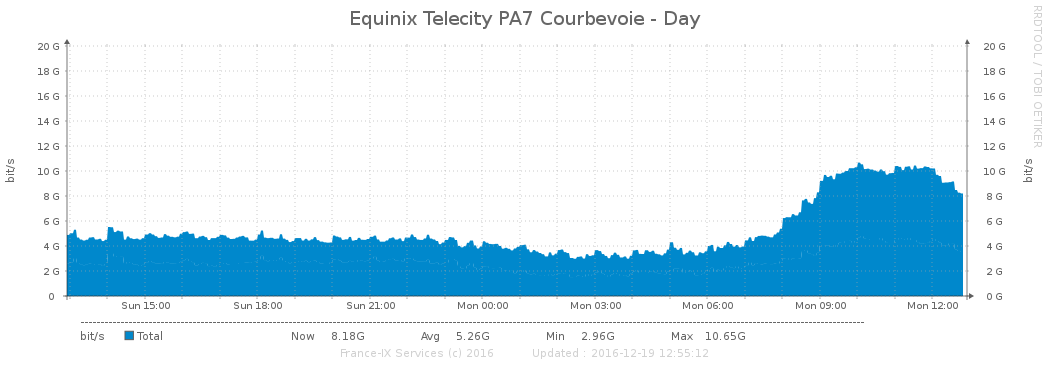 Equinix Telecity PA7 Courbevoie - Day
RRDTOOL / TOBI OETIKER
bit/s
20 G 20 G
18 G 18 G
16 G 16 G
14 G 14 G
12 G 12 G
10 G 10 G
8 G 8 G
6 G 6 G
4 G 4 G
2 G 2 G
0 0 G
bit/s
Sun 15:00 Sun 18:00 Sun 21:00 Mon 00:00 Mon 03:00 Mon 06:00 Mon 09:00 Mon 12:00
bit/s Total Now 8.18G Avg 5.26G Min 2.96G Max 10.65G
France-IX Services (c) 2016 Updated : 2016-12-19 12:55:12